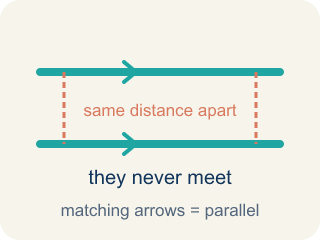 same distance apart
they never meet
matching arrows = parallel